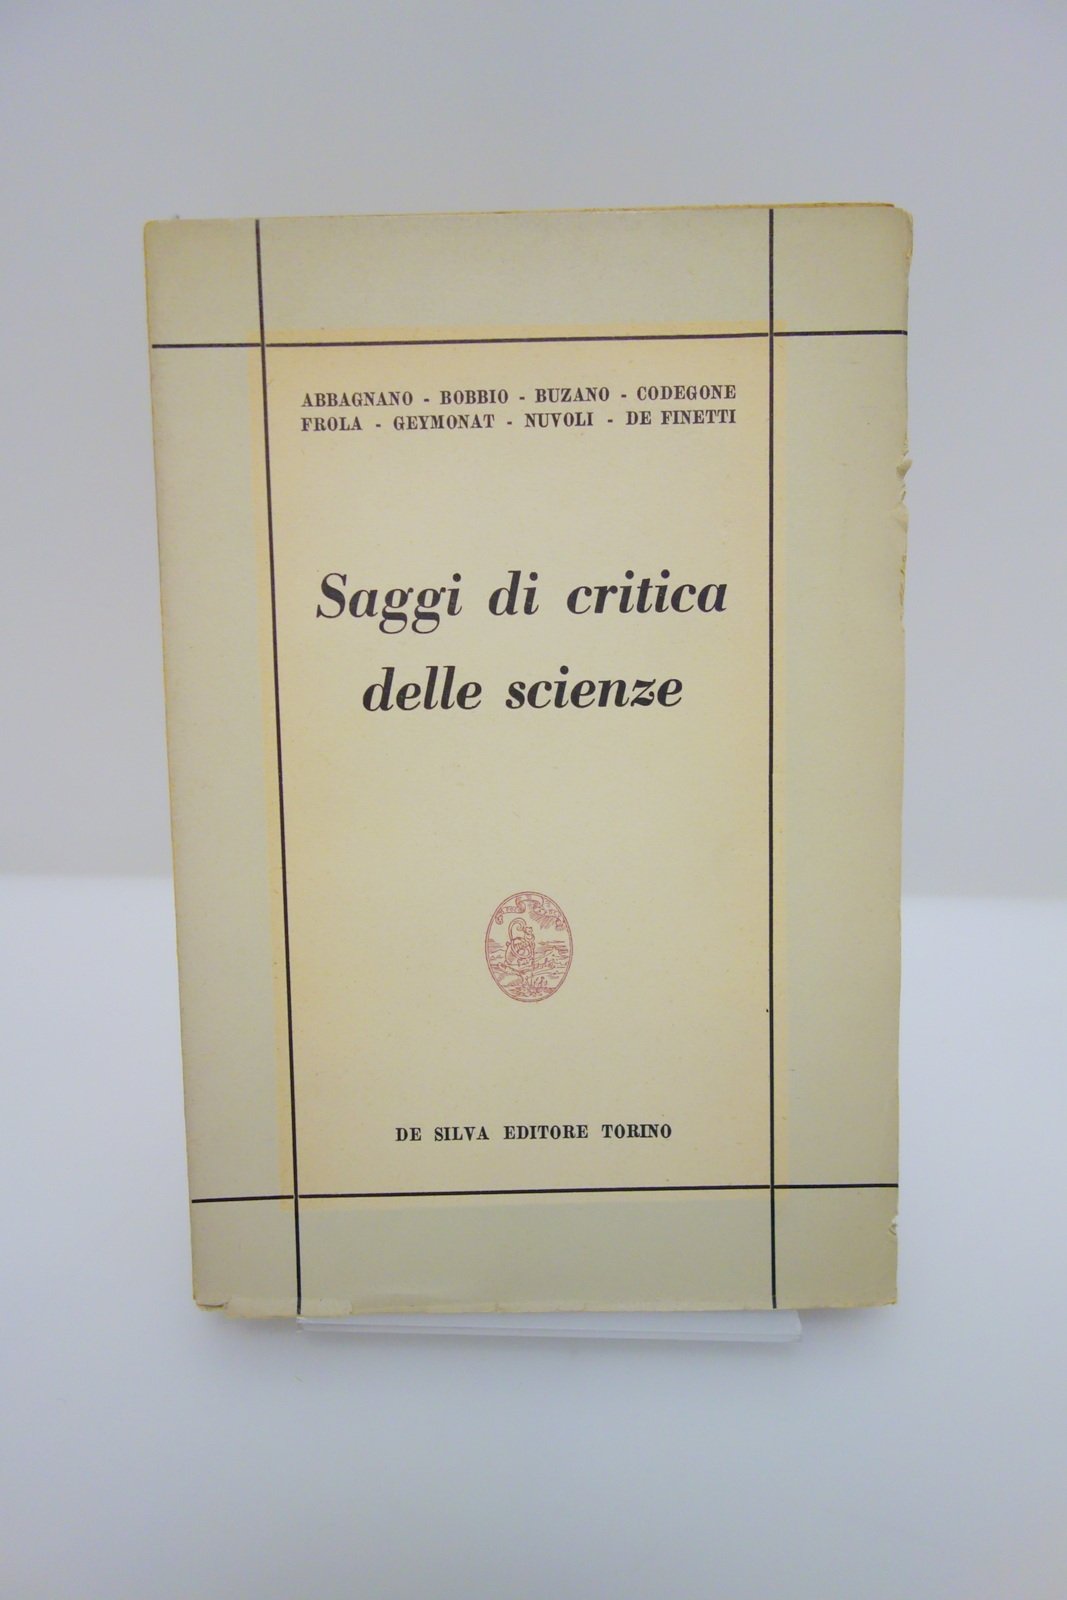 ABBAGNANO - BOBBIO - BUZANO - CODEGONE
FROLA - GEYMONAT - NUVOLI - DE FINETTI
Saggi di critica
delle scienze
DE SILVA EDITORE TORINO